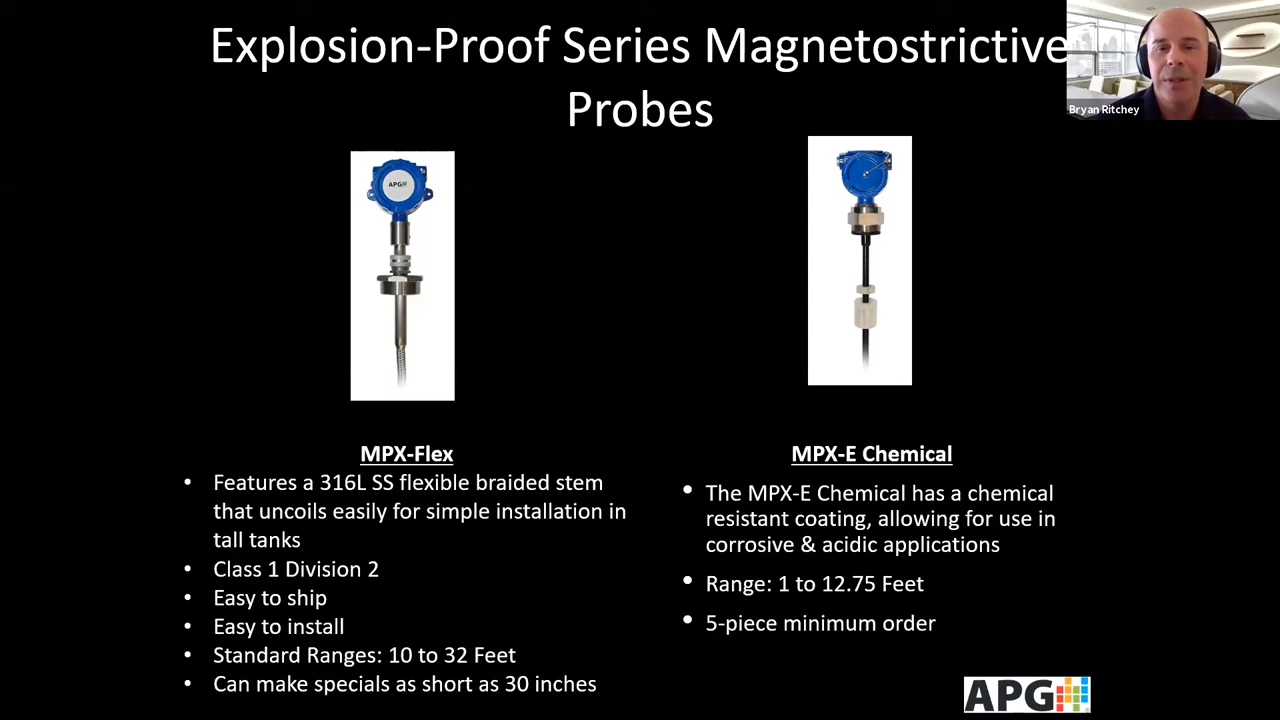 Explosion-Proof Series Magnetostrictive
Probes
Bryan Ritchey
APG
MPX-Flex
• Features a 316L SS flexible braided stem
that uncoils easily for simple installation in
tall tanks
• Class 1 Division 2
• Easy to ship
• Easy to install
• Standard Ranges: 10 to 32 Feet
• Can make specials as short as 30 inches
MPX-E Chemical
• The MPX-E Chemical has a chemical
resistant coating, allowing for use in
corrosive & acidic applications
• Range: 1 to 12.75 Feet
• 5-piece minimum order
APG